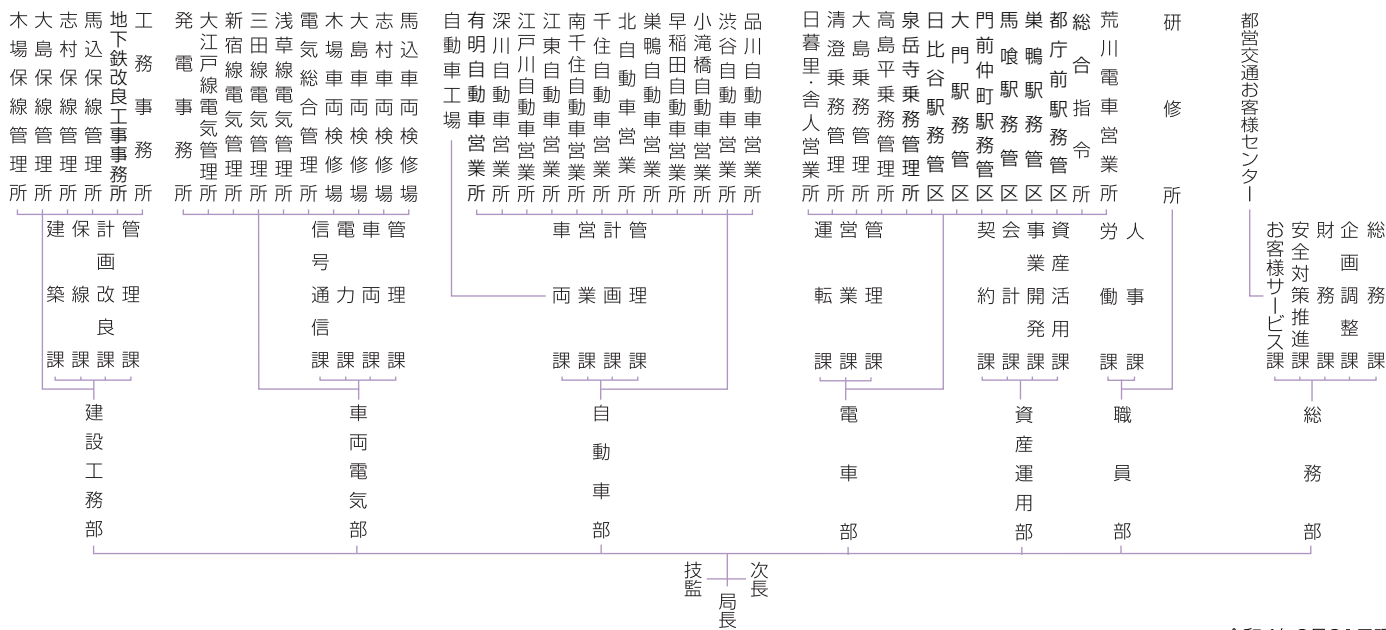 都営交通お客様センター
研修所
荒川電車営業所
総合指令所
都庁前駅務管区
巣鴨駅務管区
馬喰駅務管区
門前仲町駅務管区
大門駅務管区
日比谷駅務管区
泉岳寺乗務管理所
高島平乗務管理所
大島乗務管理所
清澄乗務管理所
日暮里・舎人営業所
品川自動車営業所
渋谷自動車営業所
小滝橋自動車営業所
早稲田自動車営業所
巣鴨自動車営業所
北自動車営業所
千住自動車営業所
南千住自動車営業所
江東自動車営業所
江戸川自動車営業所
深川自動車営業所
有明自動車営業所
自動車工場
馬込車両検修場
志村車両検修場
大島車両検修場
木場車両検修場
電気総合管理所
浅草線電気管理所
三田線電気管理所
新宿線電気管理所
大江戸線電気管理所
発電事務所
工務事務所
地下鉄改良工事事務所
馬込保線管理所
志村保線管理所
大島保線管理所
木場保線管理所
総務課
企画調整課
財務課
安全対策推進課
お客様サービス課
人事課
労働課
資産活用課
事業開発課
会計課
契約課
管理課
営業課
運転課
管理課
計画課
営業課
車両課
管理課
車両課
電力課
信号通信課
管理課
計画改良課
保線課
建築課
総務部
職員部
資産運用部
電車部
自動車部
車両電気部
建設工務部
次長
技監
局長